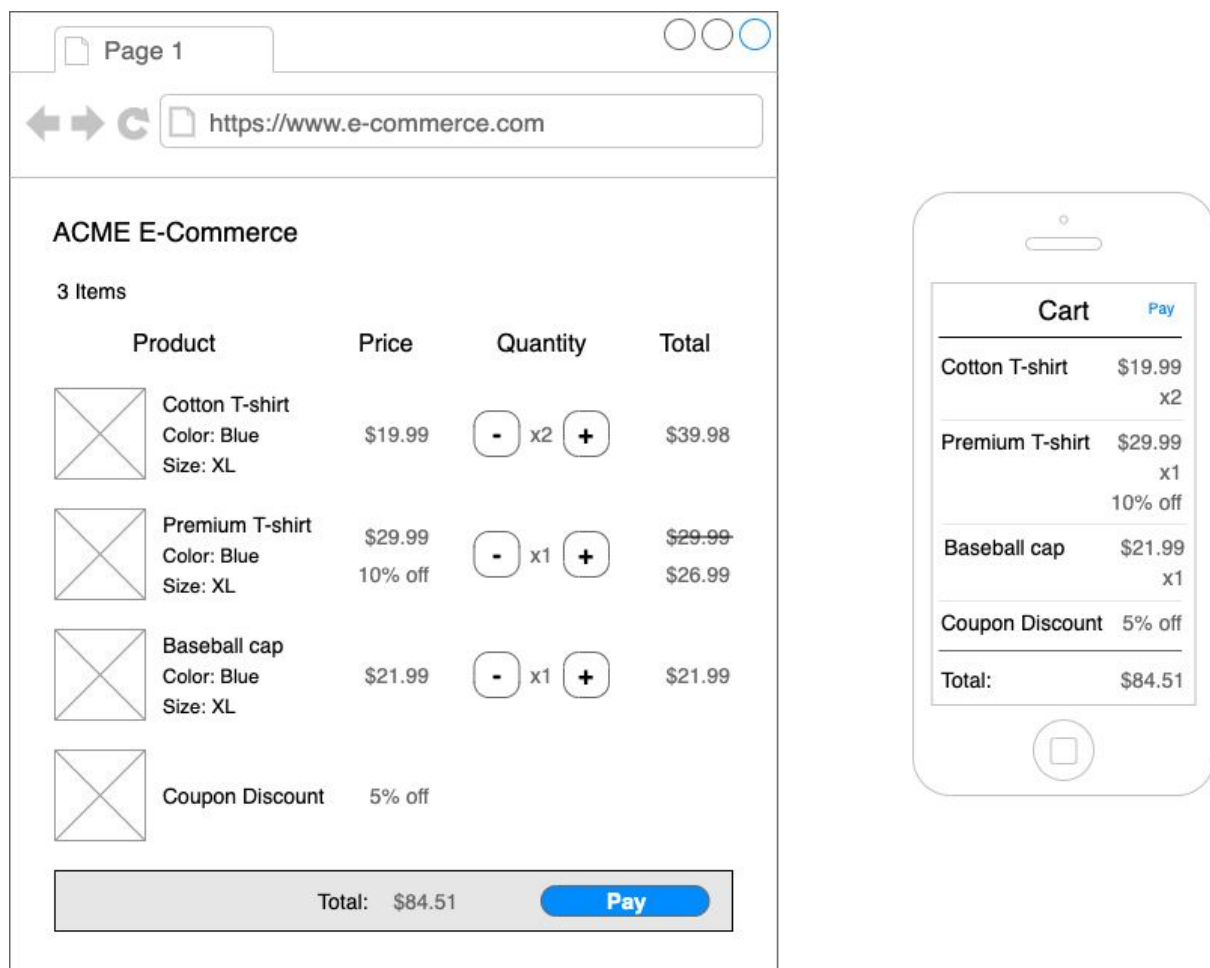 Page 1
https://www.e-commerce.com
ACME E-Commerce
3 Items
Product Price Quantity Total
Cotton T-shirt
Color: Blue
Size: XL
$19.99 - x2 + $39.98
Premium T-shirt
Color: Blue
Size: XL
$29.99
10% off
- x1 +
$29.99
$26.99
Baseball cap
Color: Blue
Size: XL
$21.99 - x1 + $21.99
Coupon Discount 5% off
Total: $84.51 Pay
Cart Pay
Cotton T-shirt $19.99
x2
Premium T-shirt $29.99
x1
10% off
Baseball cap $21.99
x1
Coupon Discount 5% off
Total: $84.51